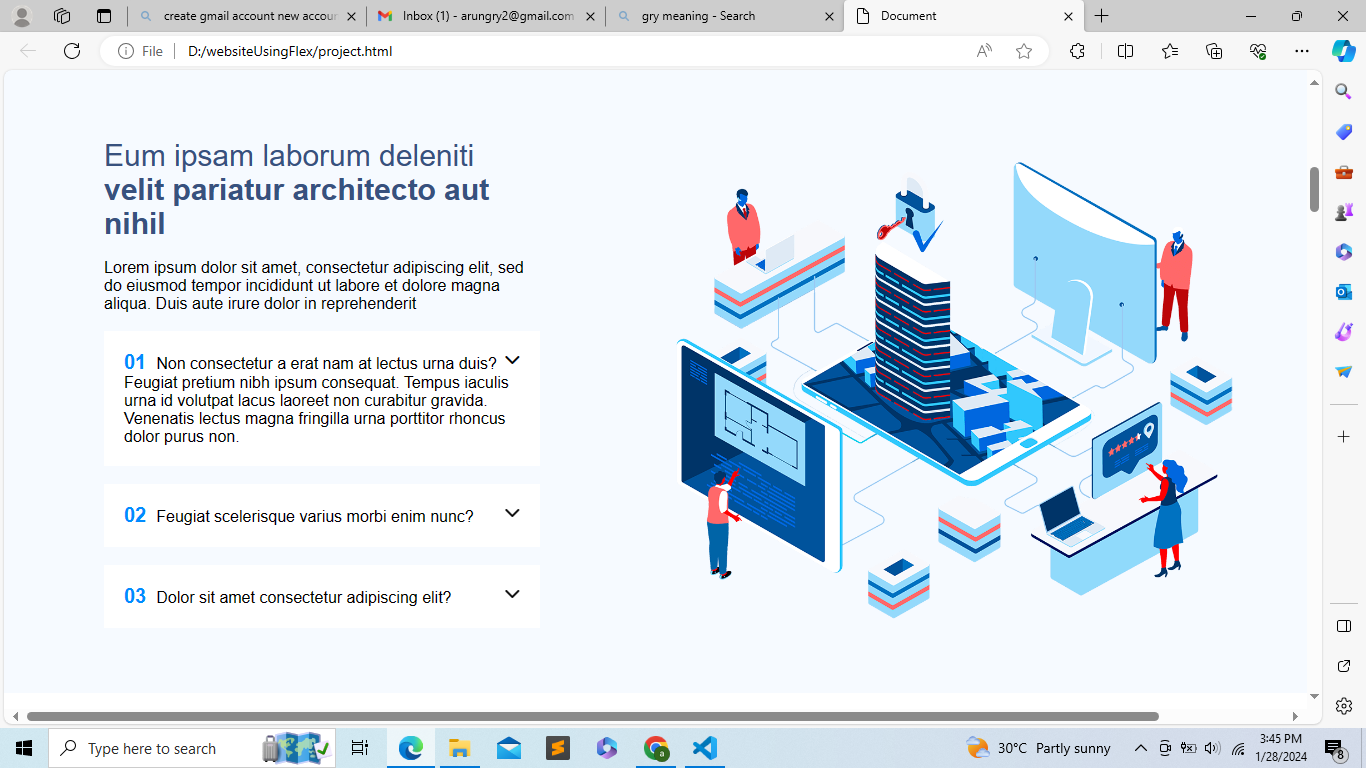 create gmail account new accour
Inbox (1) - arungry2@gmail.com
gry meaning - Search
Document
File
D:/websiteUsingFlex/project.html
Eum ipsam laborum deleniti
velit pariatur architecto aut
nihil
Lorem ipsum dolor sit amet, consectetur adipiscing elit, sed
do eiusmod tempor incididunt ut labore et dolore magna
aliqua. Duis aute irure dolor in reprehenderit
01 Non consectetur a erat nam at lectus urna duis?
Feugiat pretium nibh ipsum consequat. Tempus iaculis
urna id volutpat lacus laoreet non curabitur gravida.
Venenatis lectus magna fringilla urna porttitor rhoncus
dolor purus non.
02 Feugiat scelerisque varius morbi enim nunc?
03 Dolor sit amet consectetur adipiscing elit?
Type here to search
30°C Partly sunny
3:45 PM
1/28/2024
8